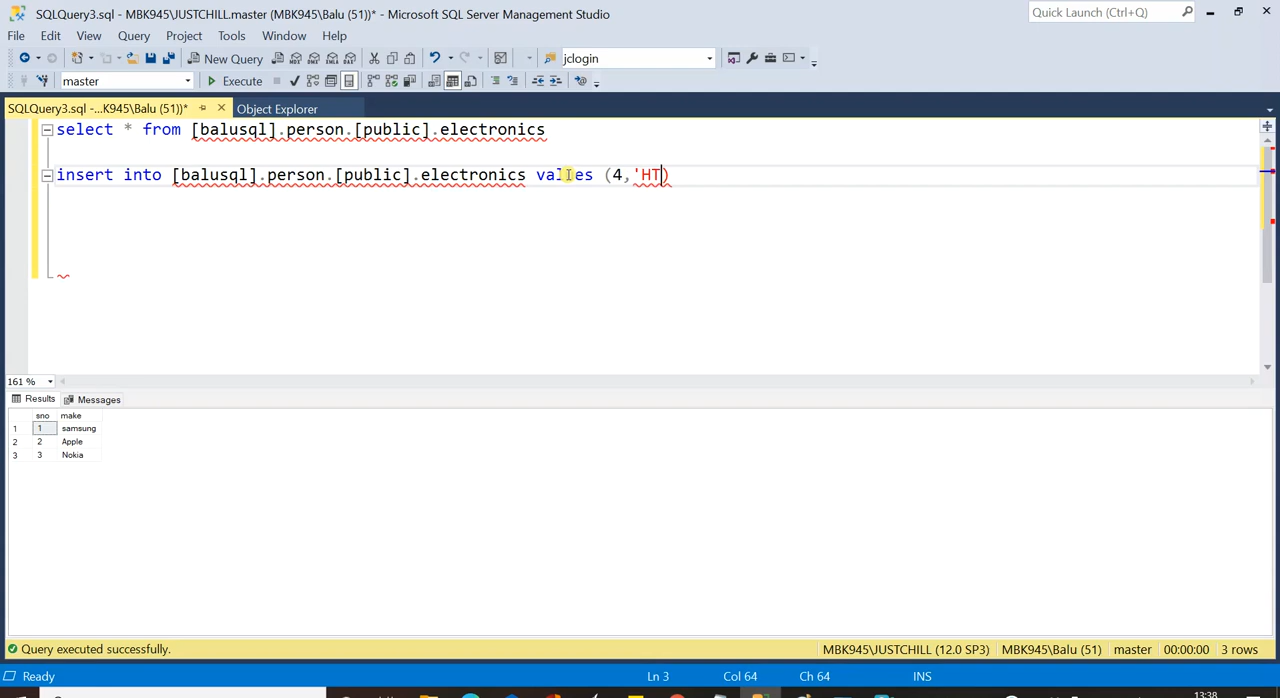 SQLQuery3.sql - MBK945\JUSTCHILL.master (MBK945\Balu (51))* - Microsoft SQL Server Management Studio
Quick Launch (Ctrl+Q)
File Edit View Query Project Tools Window Help
New Query
jclogin
master
Execute
SQLQuery3.sql -...K945\Balu (51))*
Object Explorer
select * from [balusql].person.[public].electronics
insert into [balusql].person.[public].electronics values (4,'HT)
161 %
Results Messages
sno make
1 1 samsung
2 2 Apple
3 3 Nokia
Query executed successfully.
MBK945\JUSTCHILL (12.0 SP3) MBK945\Balu (51) master 00:00:00 3 rows
Ready Ln 3 Col 64 Ch 64 INS
13:38